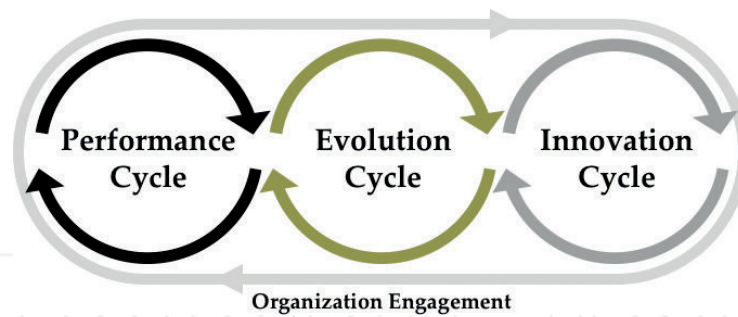 Performance
Cycle
Evolution
Cycle
Innovation
Cycle
Organization Engagement